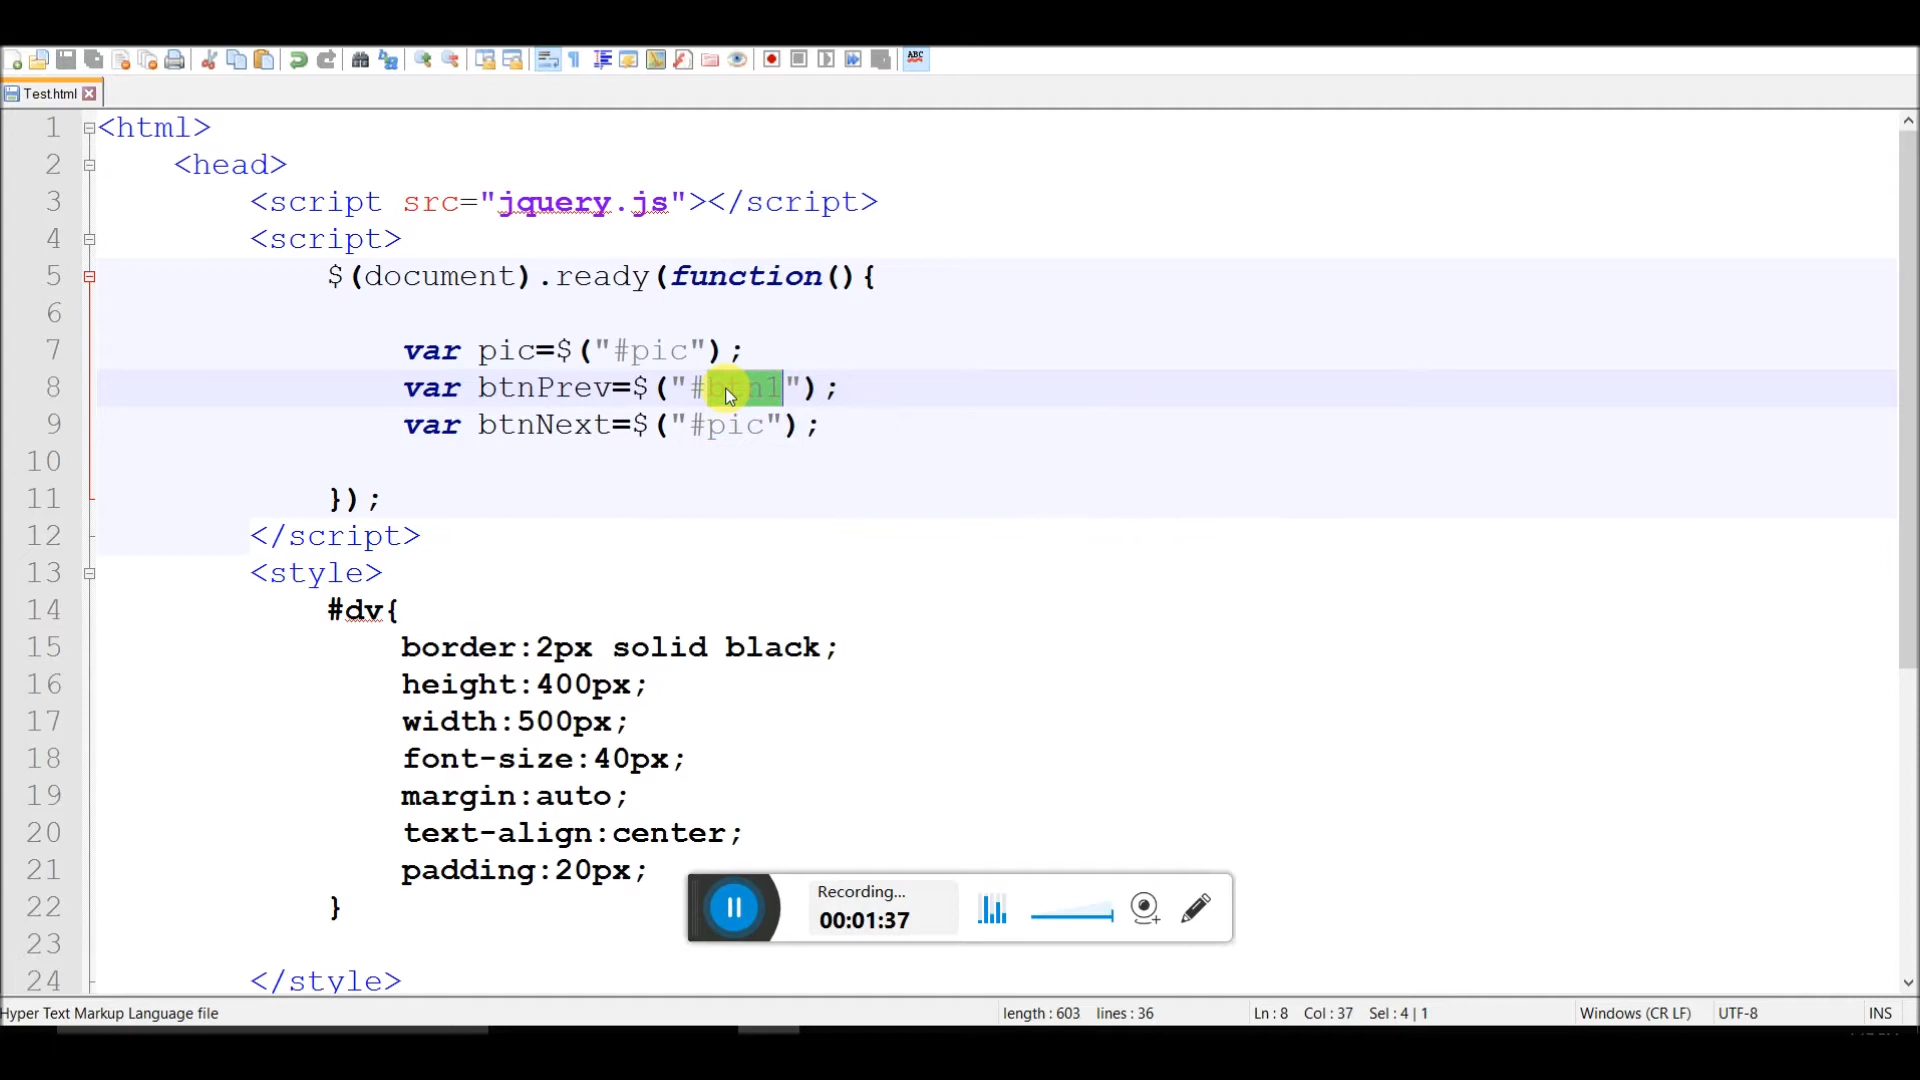 ABC
Test.html
1 <html>
2 <head>
3 <script src="jquery.js"></script>
4 <script>
5 $(document).ready(function(){
6
7 var pic=$("#pic");
8 var btnPrev=$("#btn1");
9 var btnNext=$("#pic");
10
11 });
12 </script>
13 <style>
14 #dv{
15 border:2px solid black;
16 height:400px;
17 width:500px;
18 font-size:40px;
19 margin:auto;
20 text-align:center;
21 padding:20px;
22 }
23
24 </style>
Recording...
00:01:37
Hyper Text Markup Language file length : 603 lines : 36 Ln : 8 Col : 37 Sel : 4 | 1 Windows (CR LF) UTF-8 INS